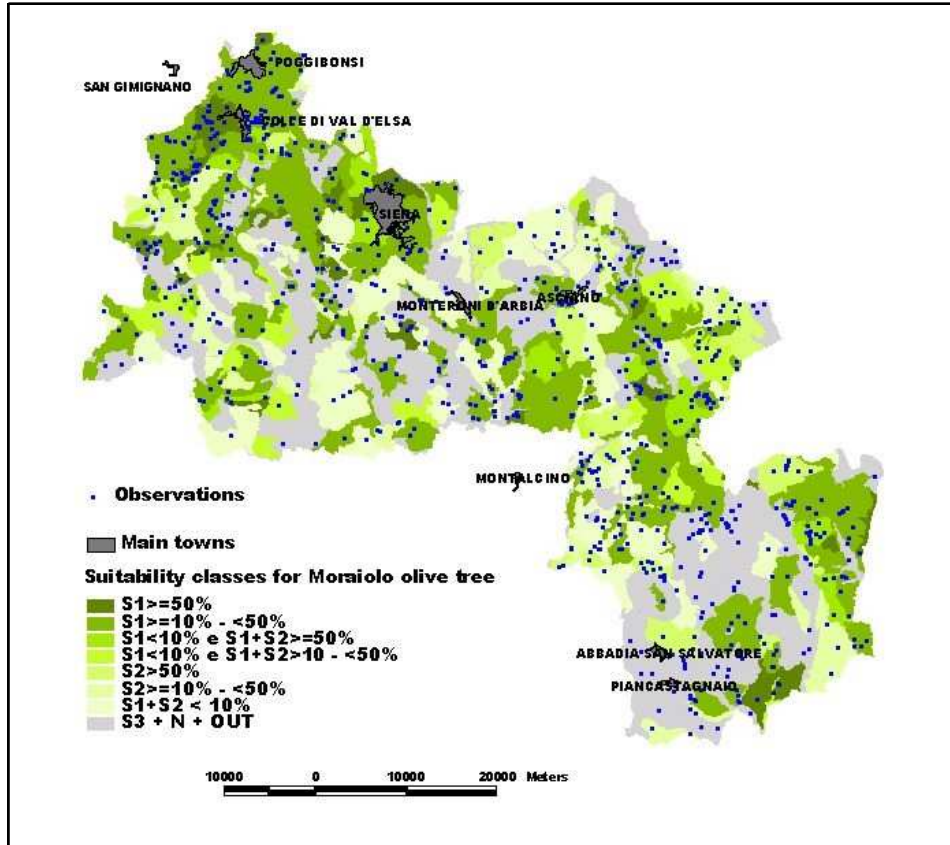 POGGIBONSI
SAN GIMIGNANO
COLLE DI VAL D'ELSA
SIENA
MONTERONI D'ARBIA
ASCIANO
MONTALCINO
Observations
Main towns
Suitability classes for Moraiolo olive tree
S1>=50%
S1>=10% - <50%
S1<10% e S1+S2>=50%
S1<10% e S1+S2>10 - <50%
S2>50%
S2>=10% - <50%
S1+S2 < 10%
S3 + N + OUT
ABBADIA SAN SALVATORE
PIANCASTAGNAIO
10000 0 10000 20000 Meters